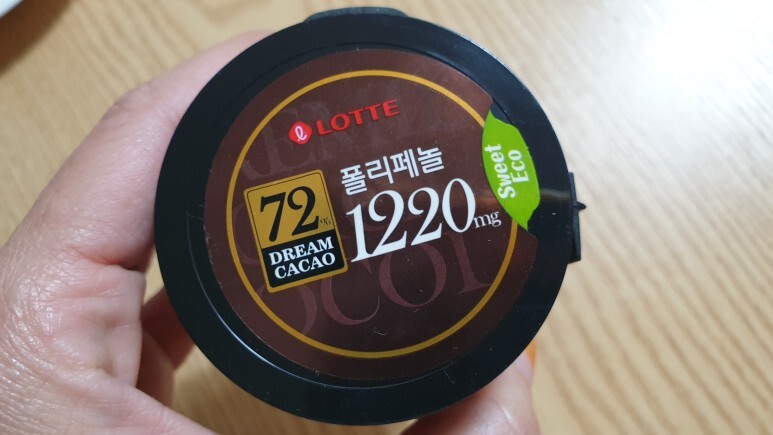 LOTTE
폴리페놀
1220mg
72%
DREAM
CACAO
Sweet
Eco